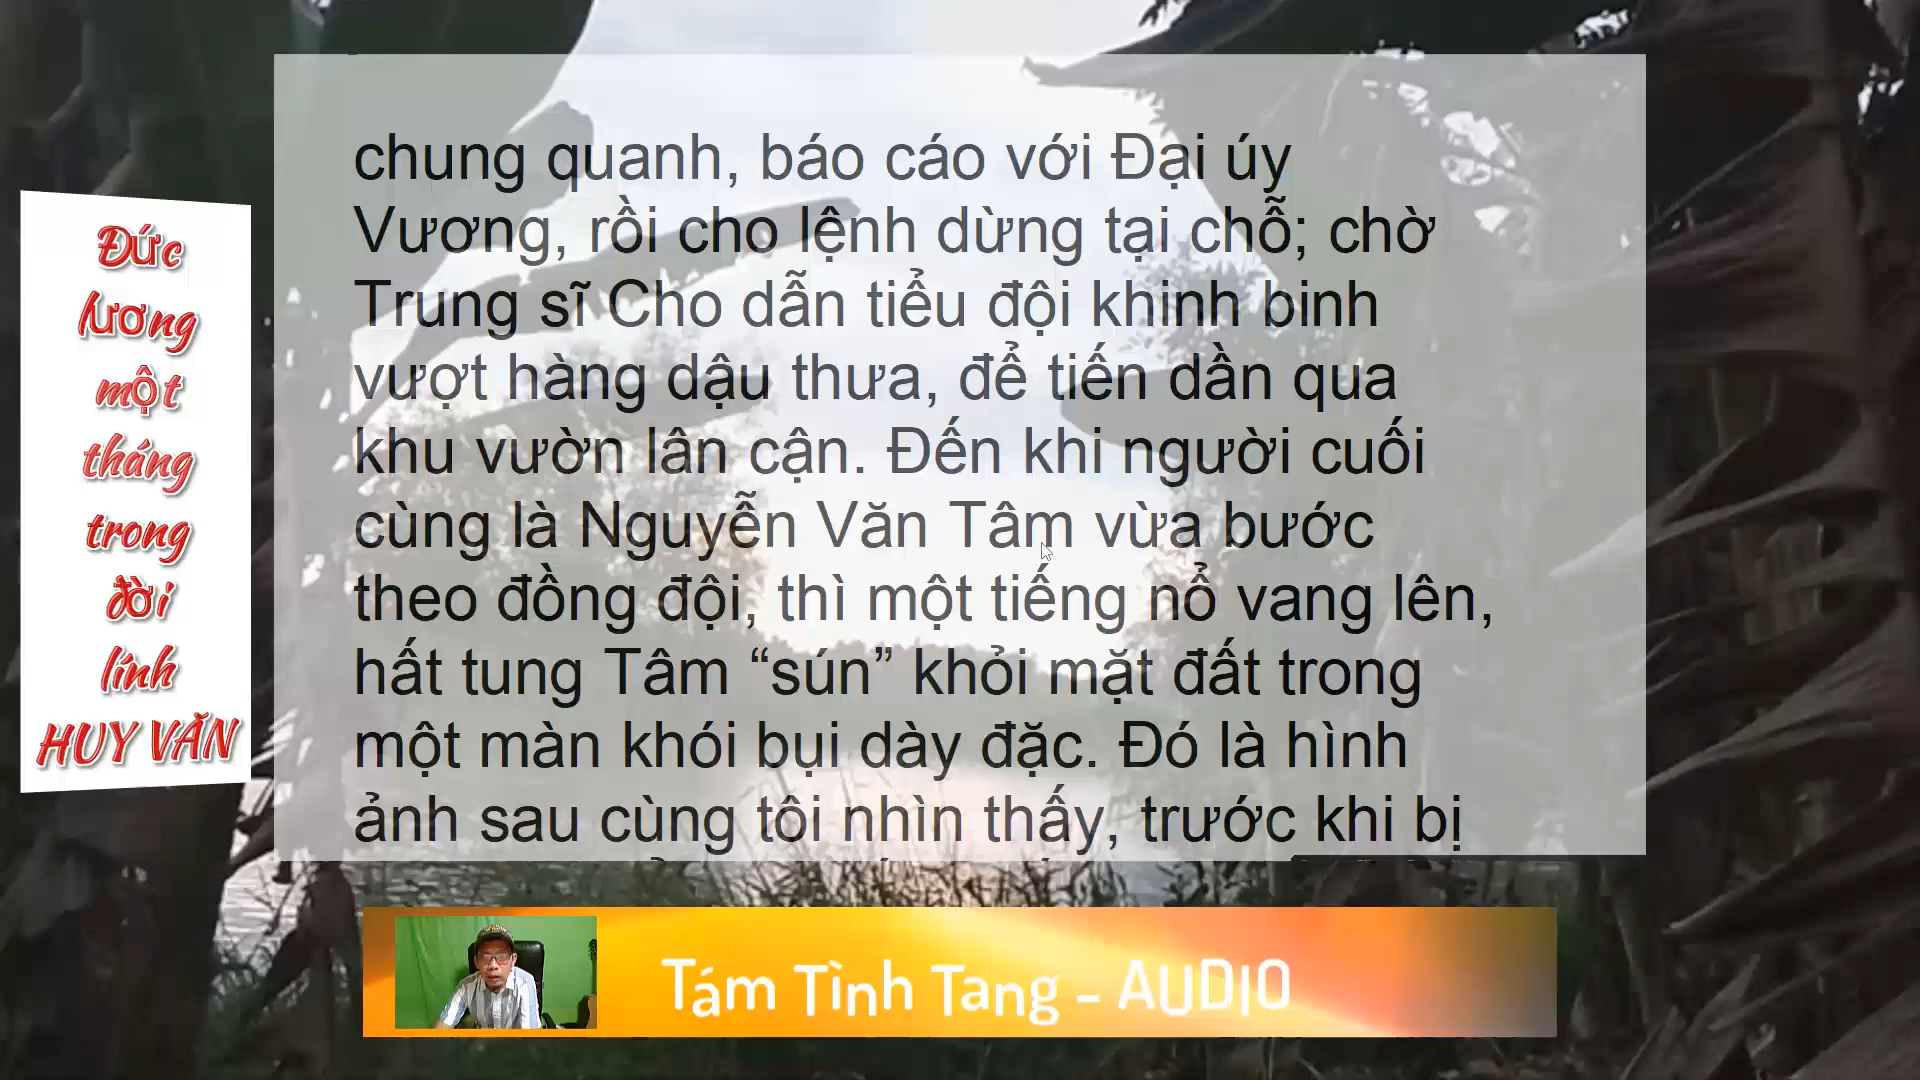 Đức
lương
một
tháng
trong
đời
lính
HUY VĂN
chung quanh, báo cáo với Đại úy
Vương, rồi cho lệnh dừng tại chỗ; chờ
Trung sĩ Cho dẫn tiểu đội khinh binh
vượt hàng dậu thưa, để tiến dần qua
khu vườn lân cận. Đến khi người cuối
cùng là Nguyễn Văn Tâm vừa bước
theo đồng đội, thì một tiếng nổ vang lên,
hất tung Tâm “sún” khỏi mặt đất trong
một màn khói bụi dày đặc. Đó là hình
ảnh sau cùng tôi nhìn thấy, trước khi bị
Tám Tình Tang - AUDIO